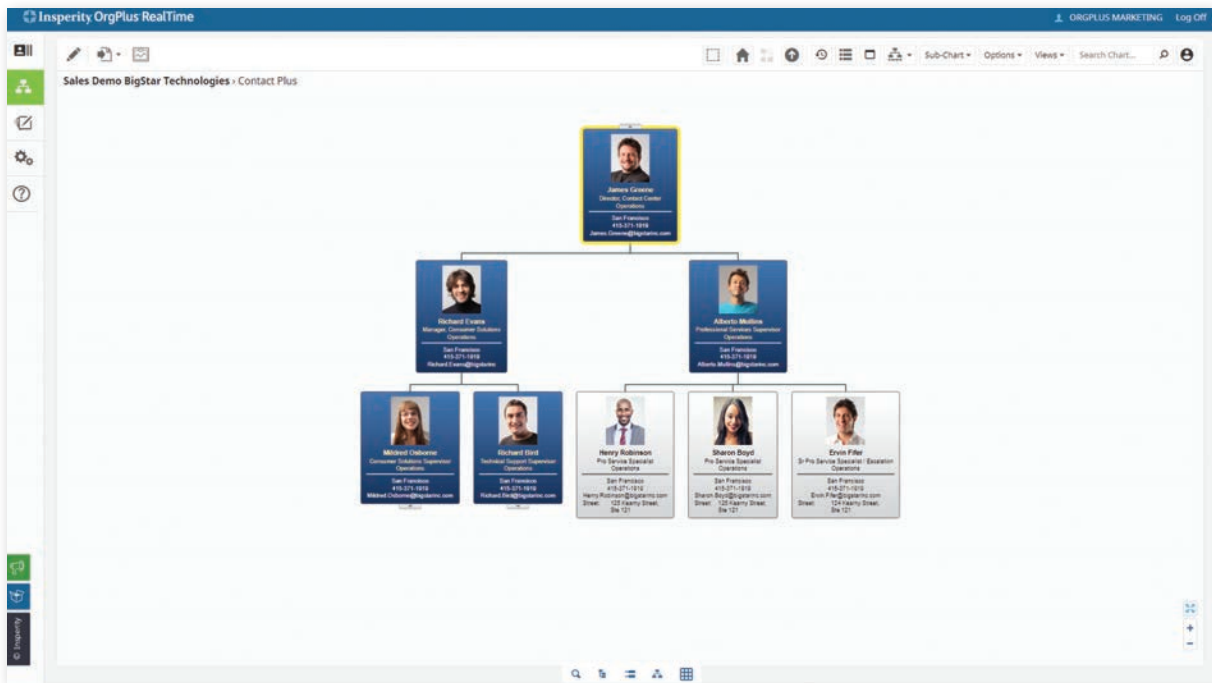 Insperity OrgPlus RealTime
ORGPLUS MARKETING Log Off
Sub-Chart Options Views Search Chart...
Sales Demo BigStar Technologies › Contact Plus
James Greene
Director, Contact Center
Operations
San Francisco
415-371-1919
James.Greene@bigstarinc.com
Richard Evans
Manager, Consumer Solutions
Operations
San Francisco
415-371-1919
Richard.Evans@bigstarinc
Alberto Mullins
Professional Services Supervisor
Operations
San Francisco
415-371-1919
Alberto.Mullins@bigstarinc.com
Mildred Osborne
Consumer Solutions Supervisor
Operations
San Francisco
415-371-1919
Mildred.Osborne@bigstarinc.com
Richard Bird
Technical Support Supervisor
Operations
San Francisco
415-371-1919
Richard.Bird@bigstarinc.com
Henry Robinson
Pro Service Specialist
Operations
San Francisco
415-371-1919
Henry.Robinson@bigstarinc.com
Street: 125 Kearny Street,
Ste 121
Sharon Boyd
Pro Service Specialist
Operations
San Francisco
415-371-1919
Sharon.Boyd@bigstarinc.com
Street: 125 Kearny Street,
Ste 121
Ervin Fifer
Sr Pro Service Specialist / Escalation
Operations
San Francisco
415-371-1919
Ervin.Fifer@bigstarinc.com
Street: 124 Kearny Street,
Ste 121
© Insperity